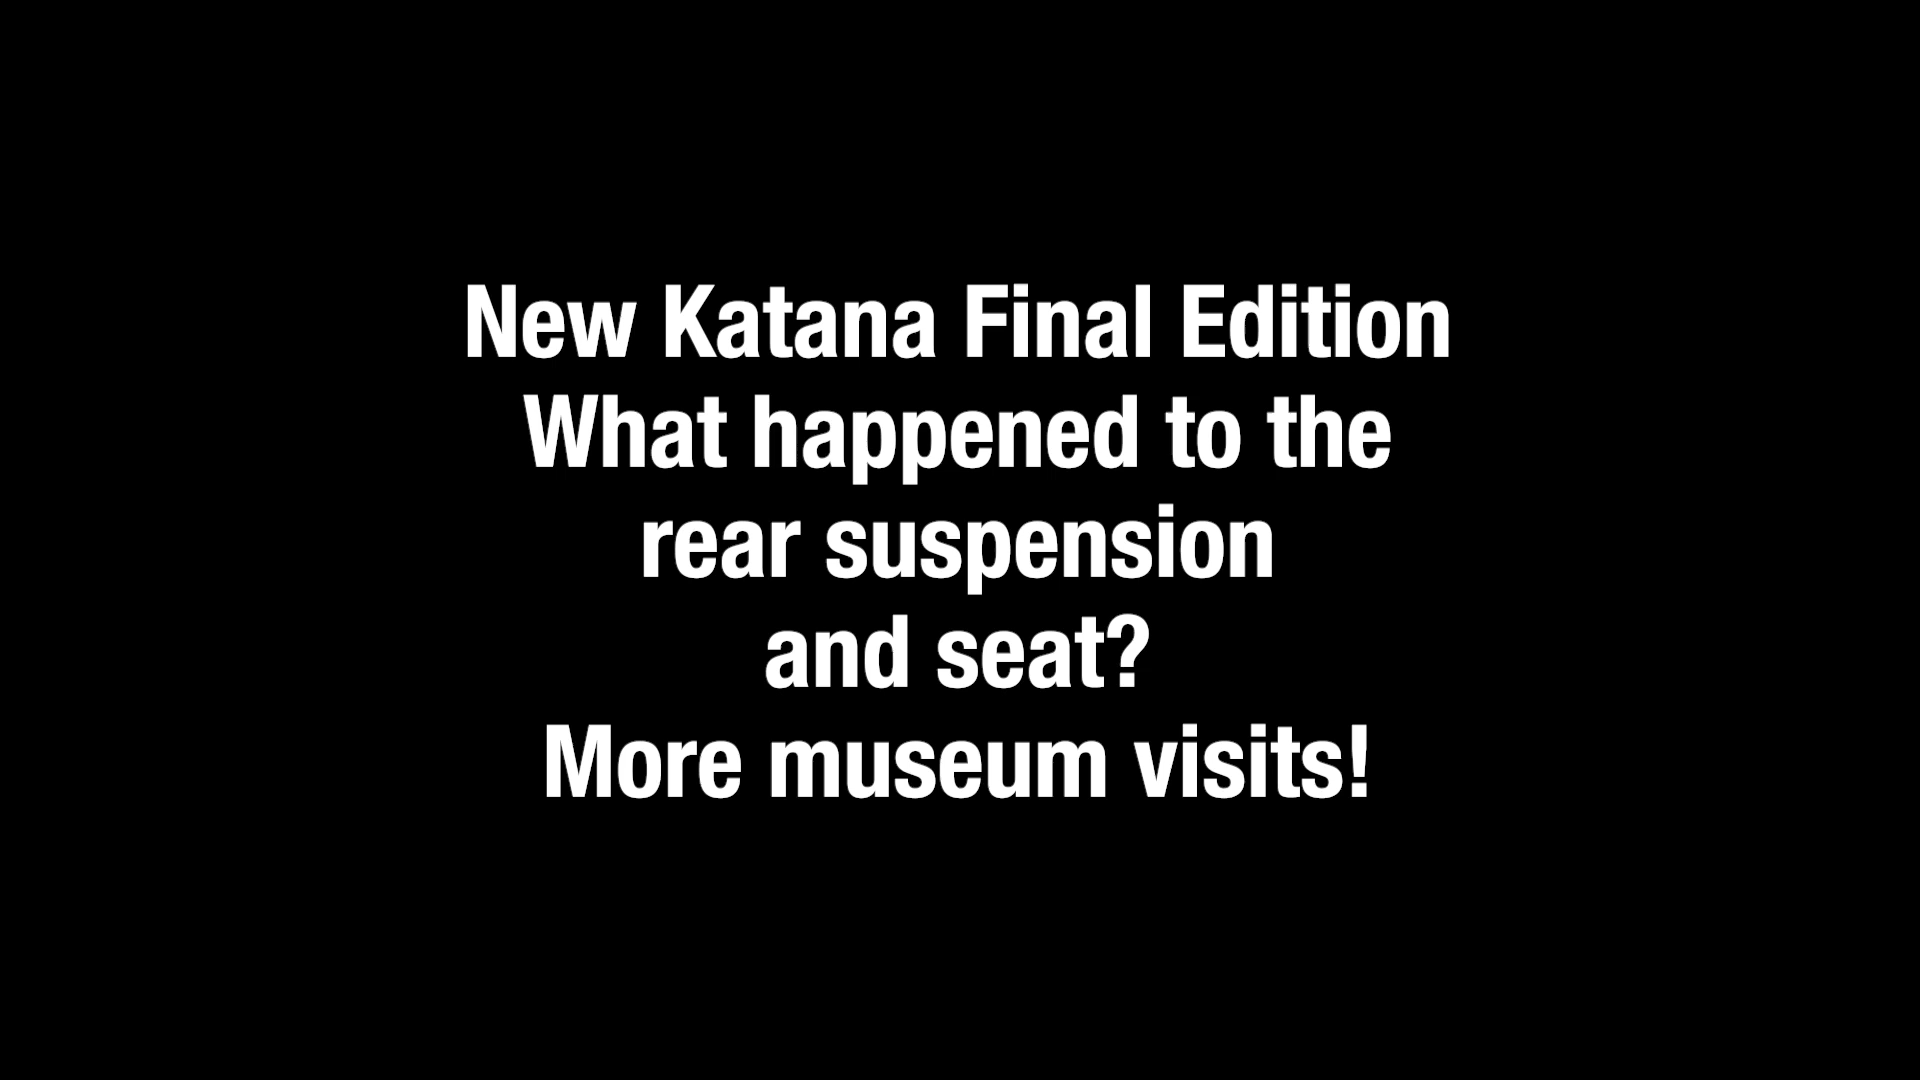 New Katana Final Edition
What happened to the
rear suspension
and seat?
More museum visits!